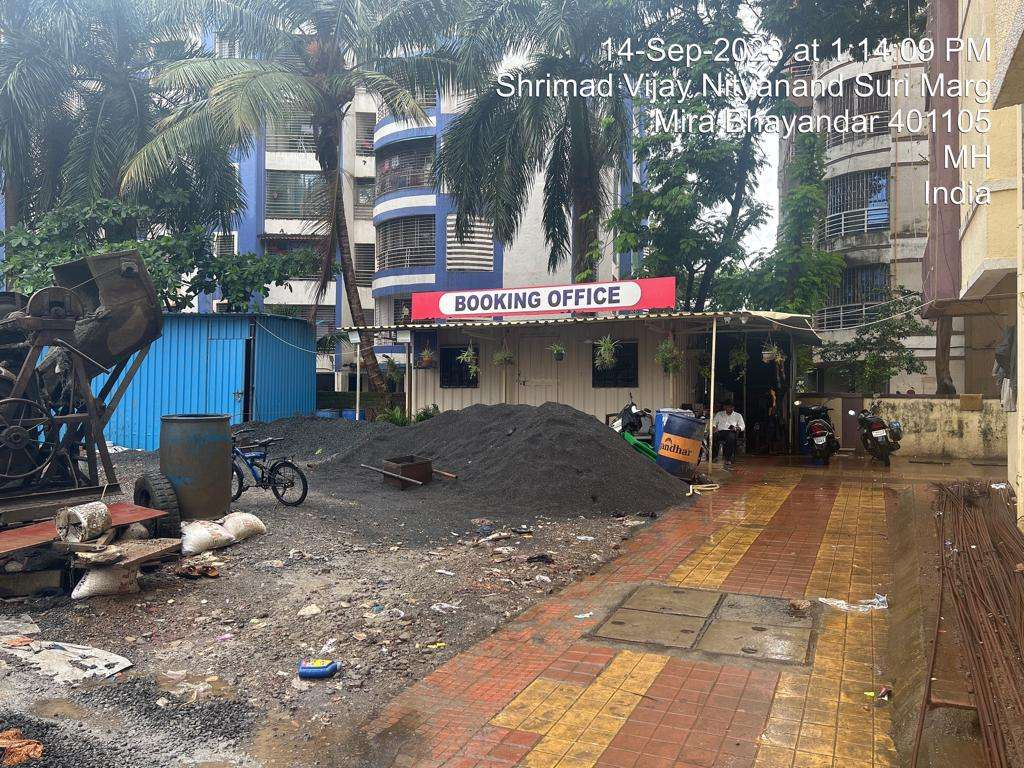 14-Sep-2023 at 1:14:09 PM
Shrimad Vijay Nityanand Suri Marg
Mira Bhayandar 401105
MH
India
BOOKING OFFICE
andhar